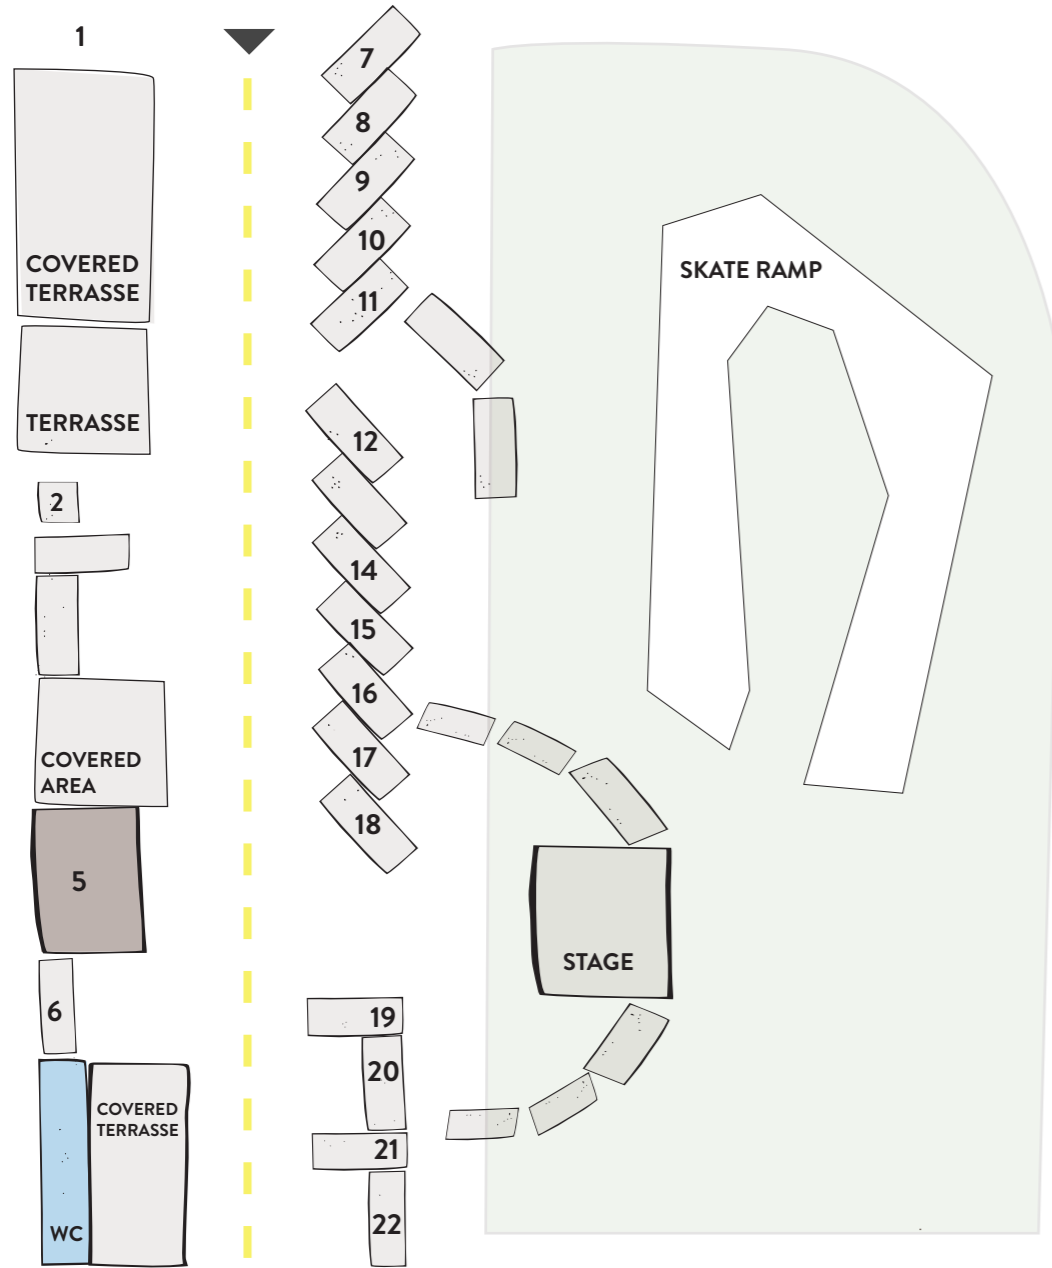 1
7
8
9
10
11
COVERED
TERRASSE
TERRASSE
SKATE RAMP
2
12
14
15
16
17
18
COVERED
AREA
5
STAGE
6
19
20
21
22
COVERED
TERRASSE
WC